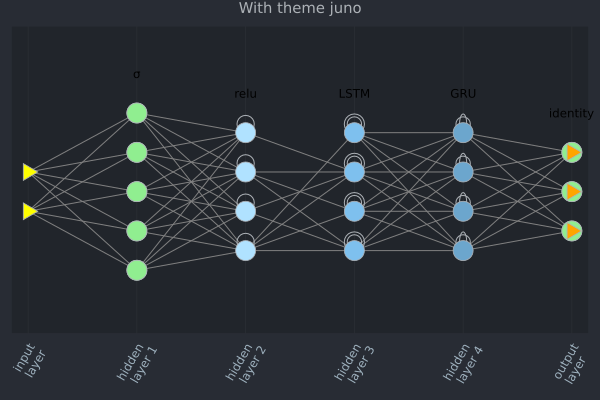 With theme juno
σ
relu
LSTM
GRU
identity
input
layer
hidden
layer 1
hidden
layer 2
hidden
layer 3
hidden
layer 4
output
layer